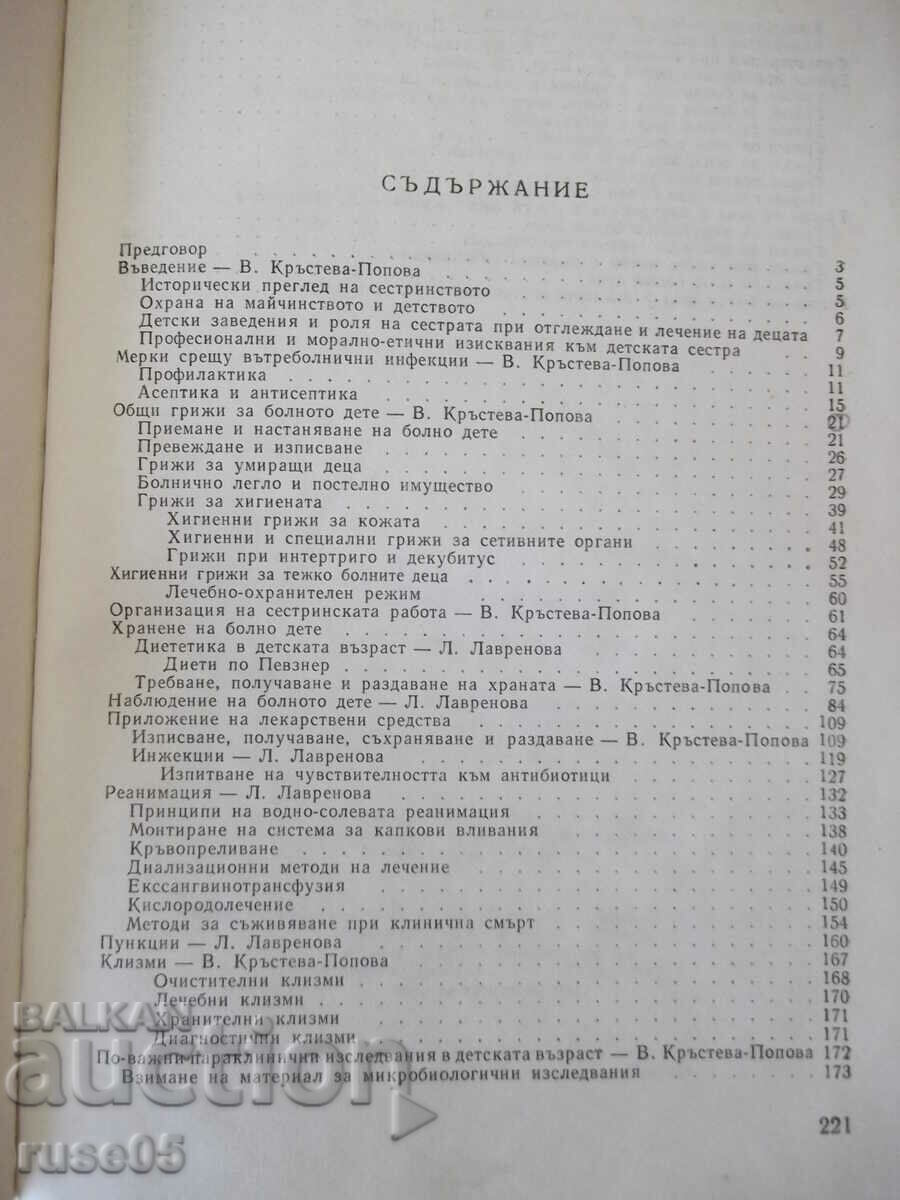 СЪДЪРЖАНИЕ
Предговор 3
Въведение — В. Кръстева-Попова 5
Исторически преглед на сестринството 5
Охрана на майчинството и детството 6
Детски заведения и роля на сестрата при отглеждане и лечение на децата 7
Професионални и морално-етични изисквания към детската сестра 9
Мерки срещу вътреболнични инфекции — В. Кръстева-Попова 11
Профилактика 11
Асептика и антисептика 15
Общи грижи за болното дете — В. Кръстева-Попова 21
Приемане и настаняване на болно дете 21
Превеждане и изписване 26
Грижи за умиращи деца 27
Болнично легло и постелно имущество 29
Грижи за хигиената 39
Хигиенни грижи за кожата 41
Хигиенни и специални грижи за сетивните органи 48
Грижи при интертриго и декубитус 52
Хигиенни грижи за тежко болните деца 55
Лечебно-охранителен режим 60
Организация на сестринската работа — В. Кръстева-Попова 61
Хранене на болно дете 64
Диететика в детската възраст — Л. Лавренова 64
Диети по Певзнер 65
Требване, получаване и раздаване на храната — В. Кръстева-Попова 75
Наблюдение на болното дете — Л. Лавренова 84
Приложение на лекарствени средства 109
Изписване, получаване, съхраняване и раздаване — В. Кръстева-Попова 109
Инжекции — Л. Лавренова 119
Изпитване на чувствителността към антибиотици 127
Реанимация — Л. Лавренова 132
Принципи на водно-солевата реанимация 133
Монтиране на система за капкови вливания 138
Кръвопреливане 140
Диализационни методи на лечение 145
Ексcангвинотрансфузия 149
Кислородолечение 150
Методи за съживяване при клинична смърт 154
Пункции — Л. Лавренова 160
Клизми — В. Кръстева-Попова 167
Очистителни клизми 168
Лечебни клизми 170
Хранителни клизми 171
Диагностични клизми 171
По-важни параклинични изследвания в детската възраст — В. Кръстева-Попова 172
Взимане на материал за микробиологични изследвания 173
221
BALKAN
auction
ruse05